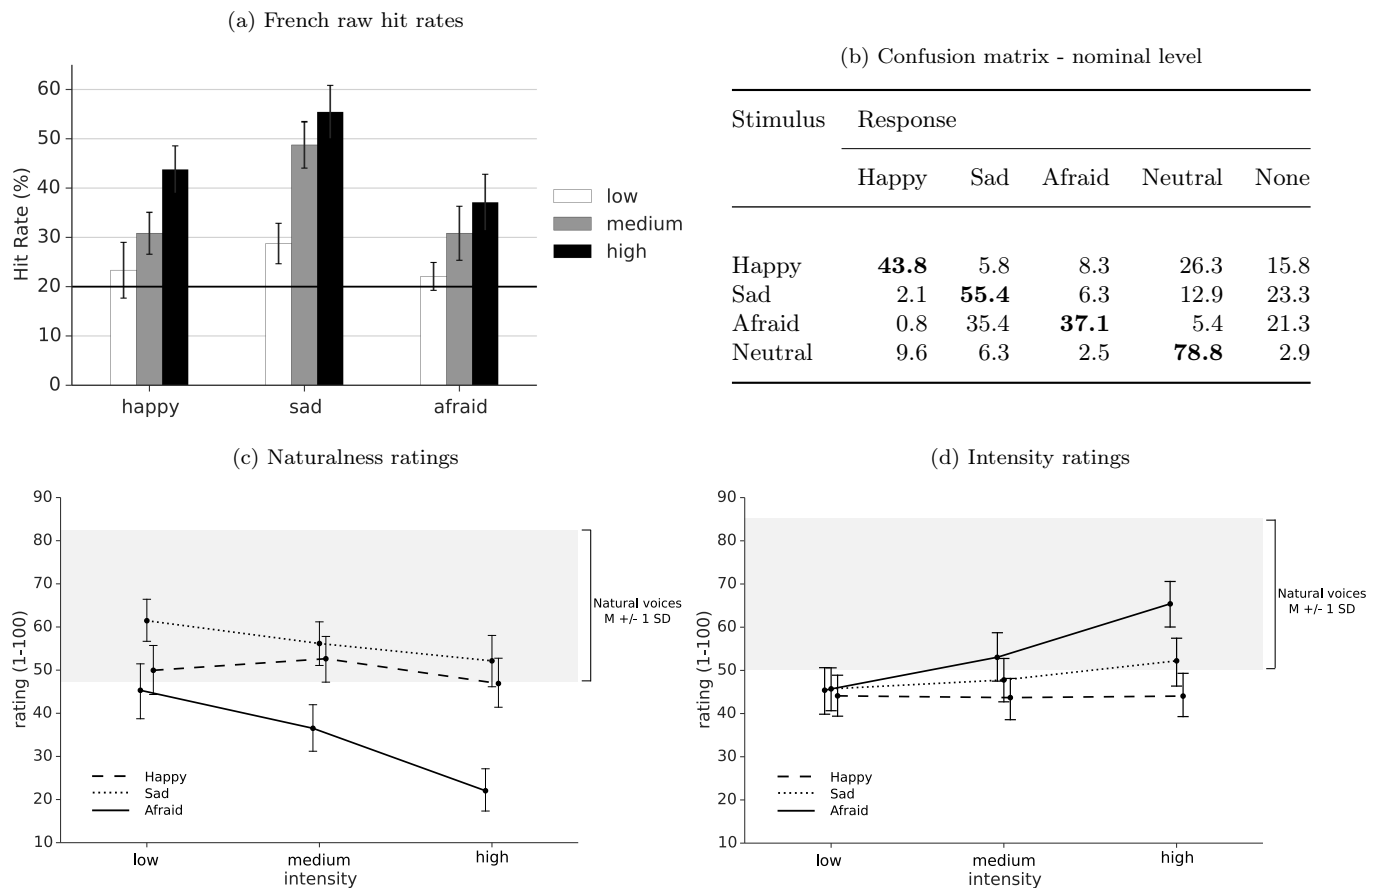 (a) French raw hit rates
60
50
40
30
20
10
0
Hit Rate (%)
happy sad afraid
low
medium
high
(b) Confusion matrix - nominal level
Stimulus Response
Happy Sad Afraid Neutral None
Happy 43.8 5.8 8.3 26.3 15.8
Sad 2.1 55.4 6.3 12.9 23.3
Afraid 0.8 35.4 37.1 5.4 21.3
Neutral 9.6 6.3 2.5 78.8 2.9
(c) Naturalness ratings
90
80
70
60
50
40
30
20
10
rating (1-100)
Natural voices
M +/- 1 SD
Happy
Sad
Afraid
low medium high
intensity
(d) Intensity ratings
90
80
70
60
50
40
30
20
10
rating (1-100)
Natural voices
M +/- 1 SD
Happy
Sad
Afraid
low medium high
intensity